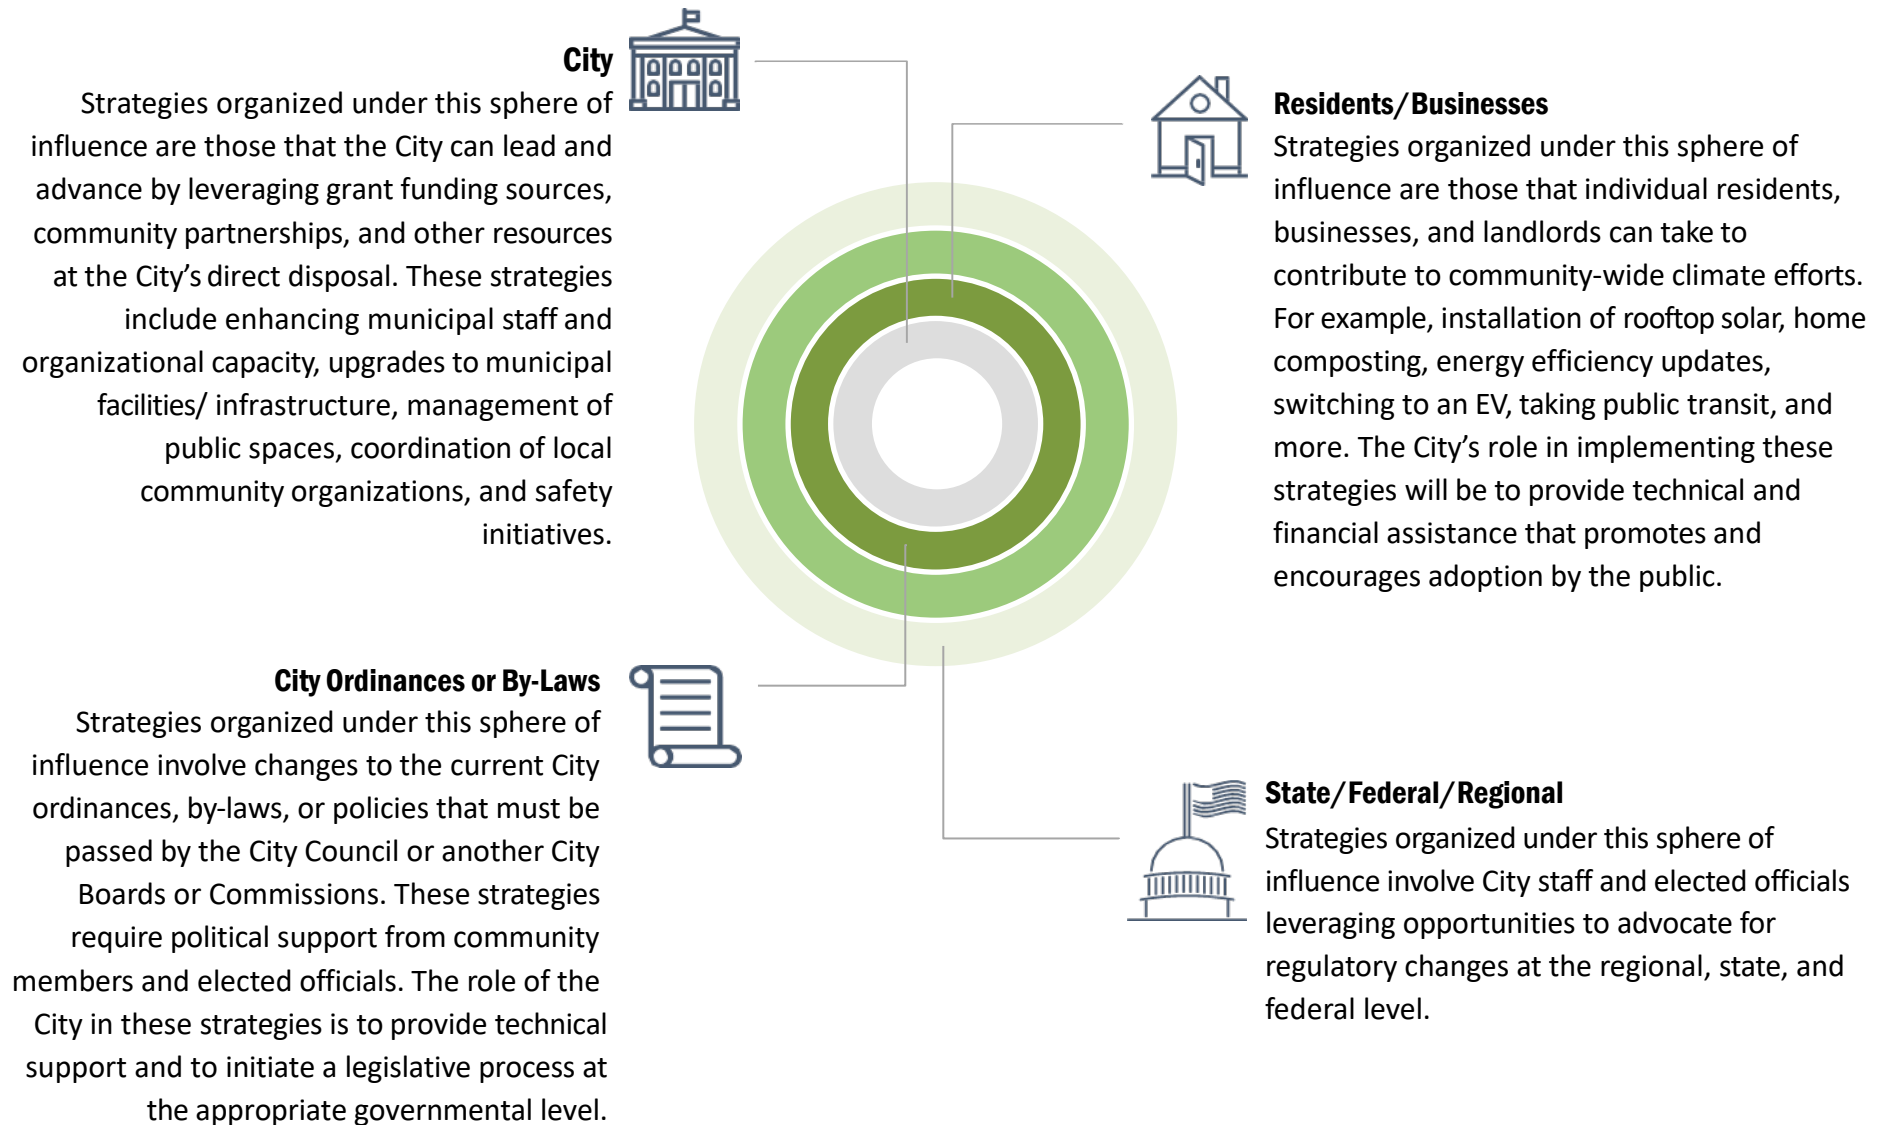 City
Strategies organized under this sphere of
influence are those that the City can lead and
advance by leveraging grant funding sources,
community partnerships, and other resources
at the City’s direct disposal. These strategies
include enhancing municipal staff and
organizational capacity, upgrades to municipal
facilities/ infrastructure, management of
public spaces, coordination of local
community organizations, and safety
initiatives.
Residents/Businesses
Strategies organized under this sphere of
influence are those that individual residents,
businesses, and landlords can take to
contribute to community-wide climate efforts.
For example, installation of rooftop solar, home
composting, energy efficiency updates,
switching to an EV, taking public transit, and
more. The City’s role in implementing these
strategies will be to provide technical and
financial assistance that promotes and
encourages adoption by the public.
City Ordinances or By-Laws
Strategies organized under this sphere of
influence involve changes to the current City
ordinances, by-laws, or policies that must be
passed by the City Council or another City
Boards or Commissions. These strategies
require political support from community
members and elected officials. The role of the
City in these strategies is to provide technical
support and to initiate a legislative process at
the appropriate governmental level.
State/Federal/Regional
Strategies organized under this sphere of
influence involve City staff and elected officials
leveraging opportunities to advocate for
regulatory changes at the regional, state, and
federal level.